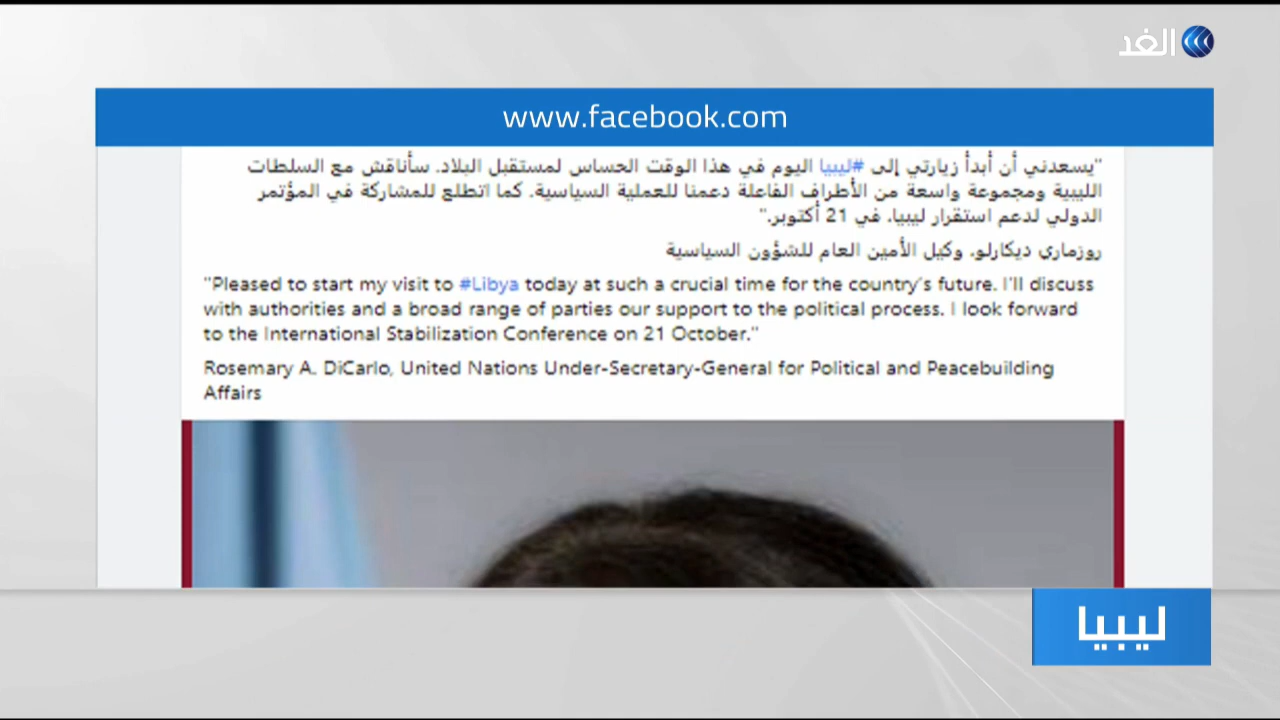 الغد
www.facebook.com
"يسعدني أن أبدأ زيارتي إلى #ليبيا اليوم في هذا الوقت الحساس لمستقبل البلاد. سأناقش مع السلطات
الليبية ومجموعة واسعة من الأطراف الفاعلة دعمنا للعملية السياسية. كما اتطلع للمشاركة في المؤتمر
الدولي لدعم استقرار ليبيا، في 21 أكتوبر."
روزماري ديكارلو، وكيل الأمين العام للشؤون السياسية
"Pleased to start my visit to #Libya today at such a crucial time for the country's future. I'll discuss
with authorities and a broad range of parties our support to the political process. I look forward
to the International Stabilization Conference on 21 October."
Rosemary A. DiCarlo, United Nations Under-Secretary-General for Political and Peacebuilding
Affairs
ليبيا